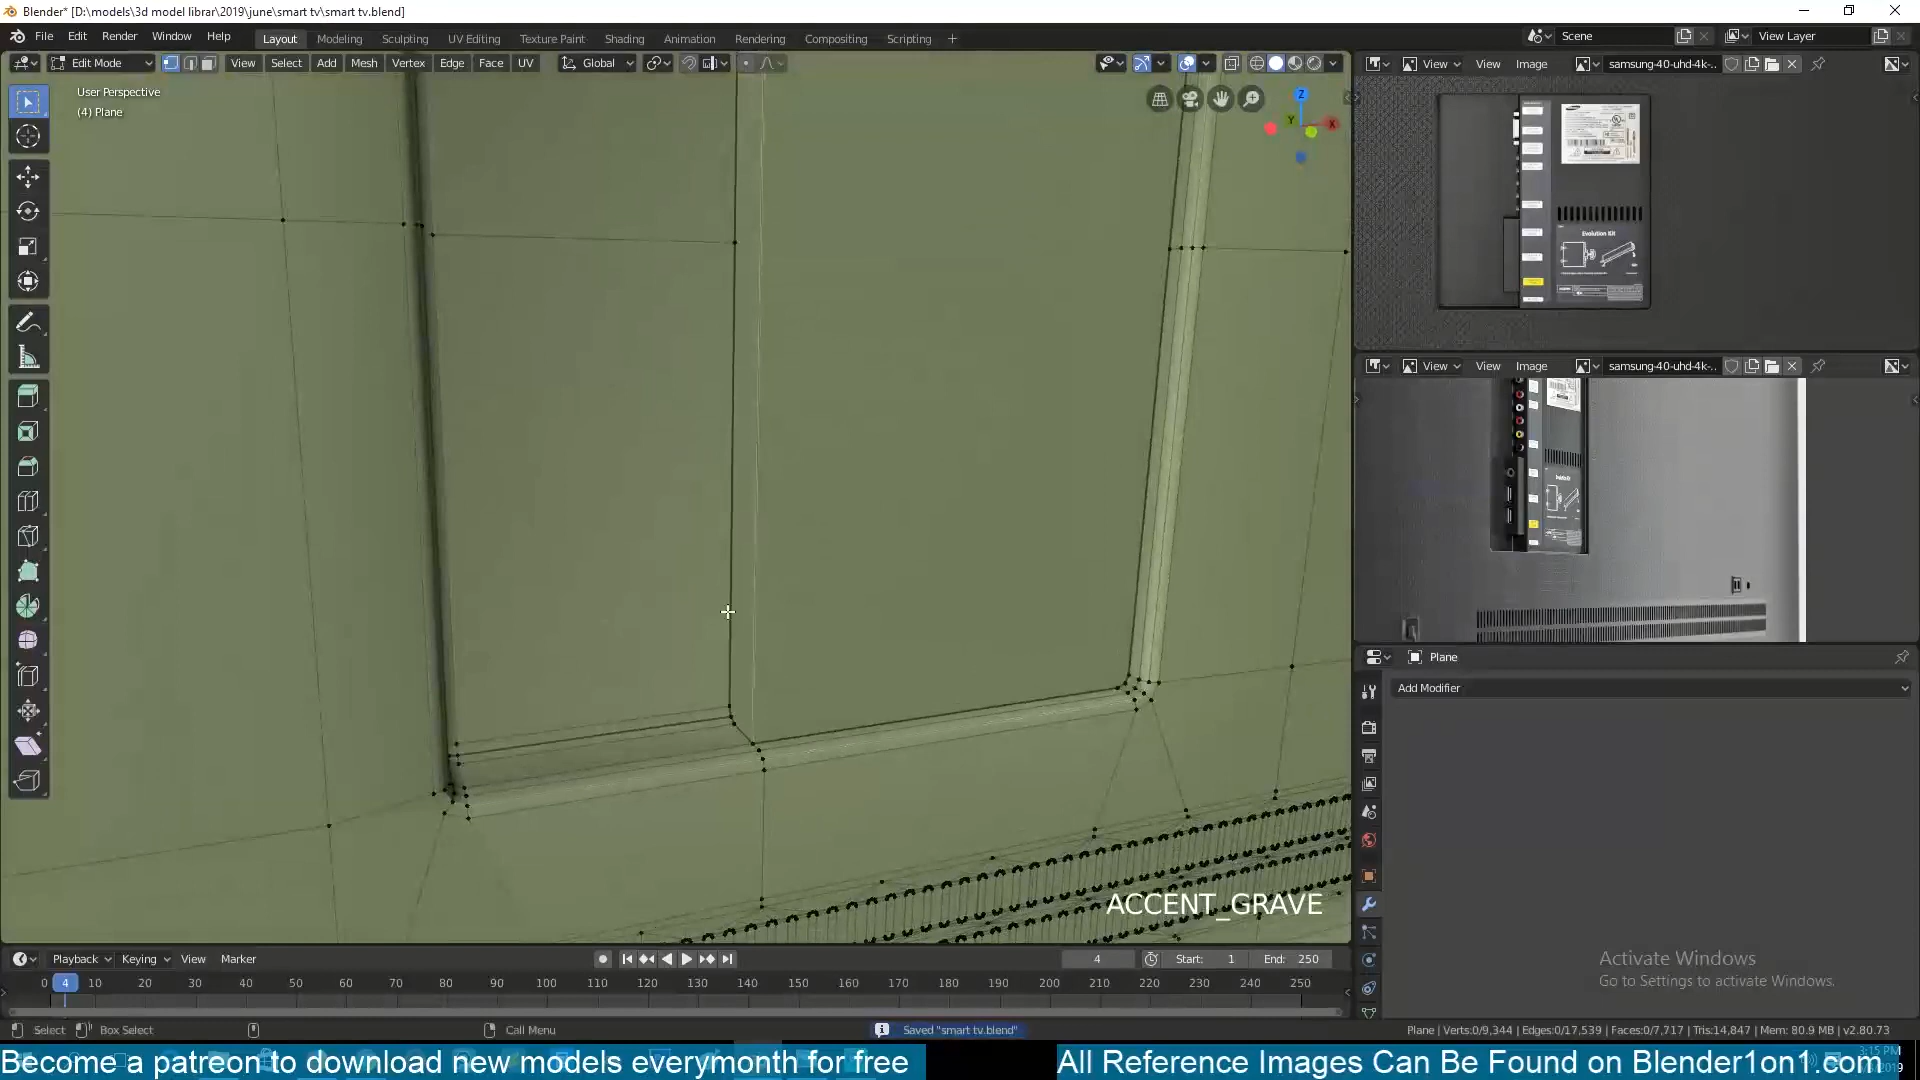 Blender* [D:\models\3d model librar\2019\june\smart tv\smart tv.blend]
File Edit Render Window Help Layout Modeling Sculpting UV Editing Texture Paint Shading Animation Rendering Compositing Scripting + Scene View Layer
Edit Mode View Select Add Mesh Vertex Edge Face UV Global
View View Image samsung-40-uhd-4k-..
User Perspective
(4) Plane
Z
Y
X
Evolution Kit
View View Image samsung-40-uhd-4k-..
Plane
Add Modifier
ACCENT_GRAVE
Playback Keying View Marker 4 Start: 1 End: 250
0 4 10 20 30 40 50 60 70 80 90 100 110 120 130 140 150 160 170 180 190 200 210 220 230 240 250
Activate Windows
Go to Settings to activate Windows.
Select Box Select Call Menu Saved "smart tv.blend" Plane | Verts:0/9,344 | Edges:0/17,539 | Faces:0/7,717 | Tris:14,847 | Mem: 80.9 MB | v2.80.73
Become a patreon to download new models everymonth for free
All Reference Images Can Be Found on Blender1on1.com
3:15 PM